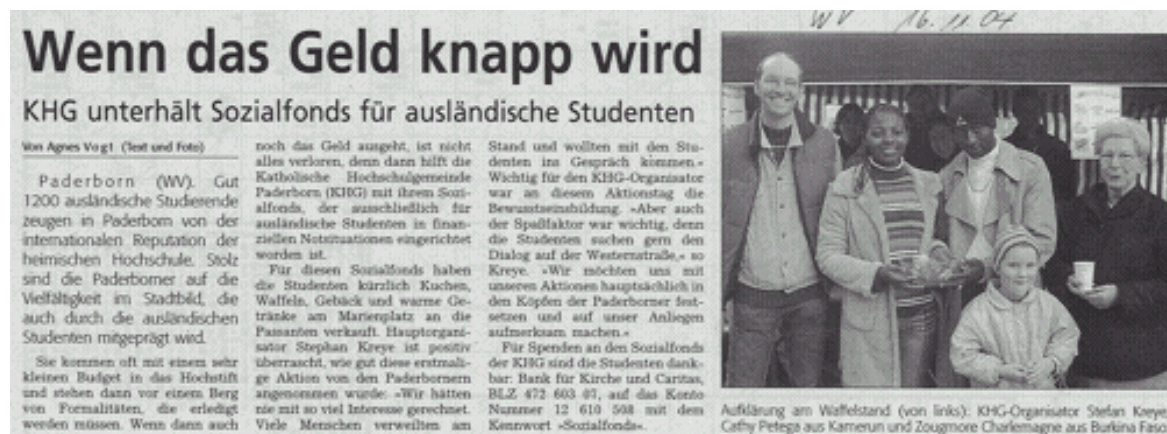 WV 16.11.04
Wenn das Geld knapp wird
KHG unterhält Sozialfonds für ausländische Studenten
Von Agnes Vogt (Text und Foto)
Paderborn (WV). Gut
1200 ausländische Studierende
zeugen in Paderborn von der
internationalen Reputation der
heimischen Hochschule. Stolz
sind die Paderborner auf die
Vielfältigkeit im Stadtbild, die
auch durch die ausländischen
Studenten mitgeprägt wird.
Sie kommen oft mit einem sehr
kleinen Budget in das Hochstift
und stehen dann vor einem Berg
von Formalitäten, die erledigt
werden müssen. Wenn dann auch
noch das Geld ausgeht, ist nicht
alles verloren, denn dann hilft die
Katholische Hochschulgemeinde
Paderborn (KHG) mit ihrem Sozi-
alfonds, der ausschließlich für
ausländische Studenten in finan-
ziellen Notsituationen eingerichtet
worden ist.
Für diesen Sozialfonds haben
die Studenten kürzlich Kuchen,
Waffeln, Gebäck und warme Ge-
tränke am Marienplatz an die
Passanten verkauft. Hauptorgani-
sator Stephan Kreye ist positiv
überrascht, wie gut diese erstmali-
ge Aktion von den Paderbornern
angenommen wurde: »Wir hätten
nie mit so viel Interesse gerechnet.
Viele Menschen verweilten am
Stand und wollten mit den Stu-
denten ins Gespräch kommen.«
Wichtig für den KHG-Organisator
war an diesem Aktionstag die
Bewusstseinsbildung. »Aber auch
der Spaßfaktor war wichtig, denn
die Studenten suchen gern den
Dialog auf der Westernstraße,« so
Kreye. »Wir möchten uns mit
unseren Aktionen hauptsächlich in
den Köpfen der Paderborner fest-
setzen und auf unser Anliegen
aufmerksam machen.«
Für Spenden an den Sozialfonds
der KHG sind die Studenten dank-
bar: Bank für Kirche und Caritas,
BLZ 472 603 07, auf das Konto
Nummer 12 610 508 mit dem
Kennwort »Sozialfonds«.
Aufklärung am Waffelstand (von links): KHG-Organisator Stefan Kreye
Cathy Petega aus Kamerun und Zougmore Charlemagne aus Burkina Faso